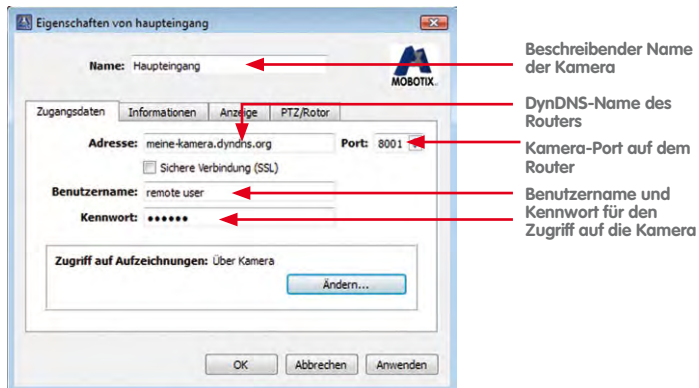 Eigenschaften von haupteingang
Name: Haupteingang
MOBOTIX
Zugangsdaten Informationen Anzeige PTZ/Rotor
Adresse: meine-kamera.dyndns.org Port: 8001
Sichere Verbindung (SSL)
Benutzername: remote user
Kennwort: ••••••
Zugriff auf Aufzeichnungen: Über Kamera
Ändern...
OK Abbrechen Anwenden
Beschreibender Name
der Kamera
DynDNS-Name des
Routers
Kamera-Port auf dem
Router
Benutzername und
Kennwort für den
Zugriff auf die Kamera